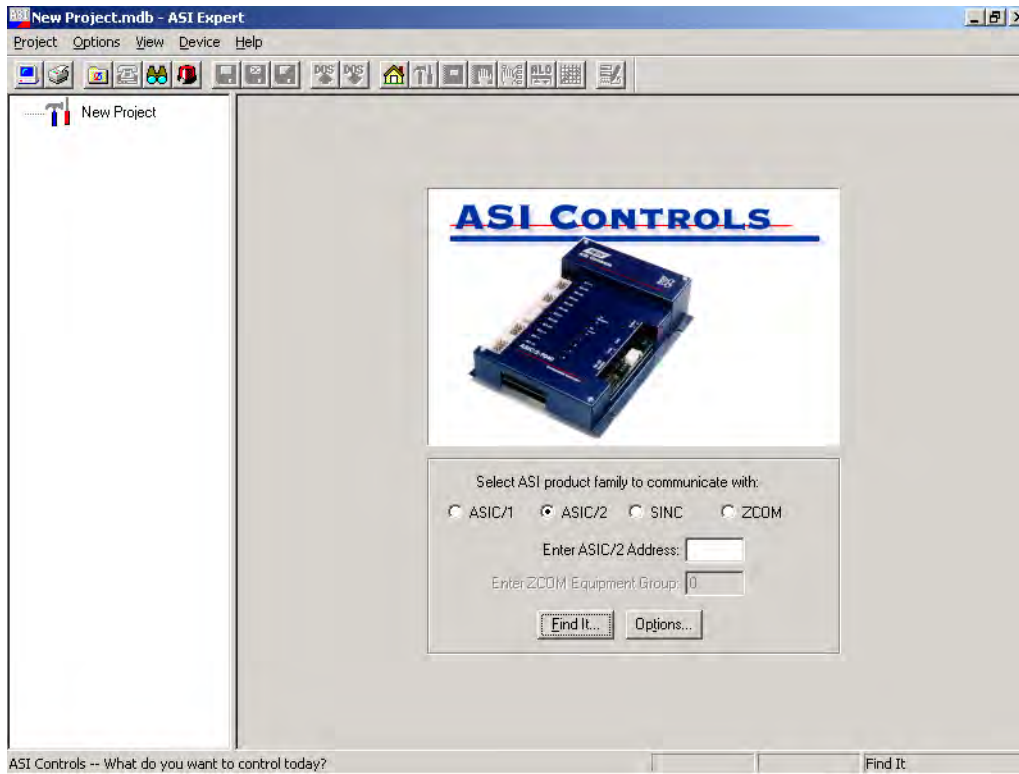 New Project.mdb - ASI Expert
Project Options View Device Help
DOS DOS
New Project
ASI CONTROLS
Select ASI product family to communicate with:
ASIC/1 ASIC/2 SINC ZCOM
Enter ASIC/2 Address:
Enter ZCOM Equipment Group: 0
Find It... Options...
ASI Controls -- What do you want to control today? Find It